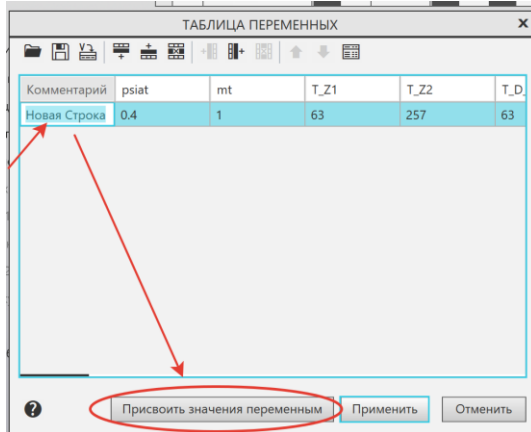 ТАБЛИЦА ПЕРЕМЕННЫХ x
Комментарий psiat mt T_Z1 T_Z2 T_D_
Новая Строка 0.4 1 63 257 63
? Присвоить значения переменным Применить Отменить